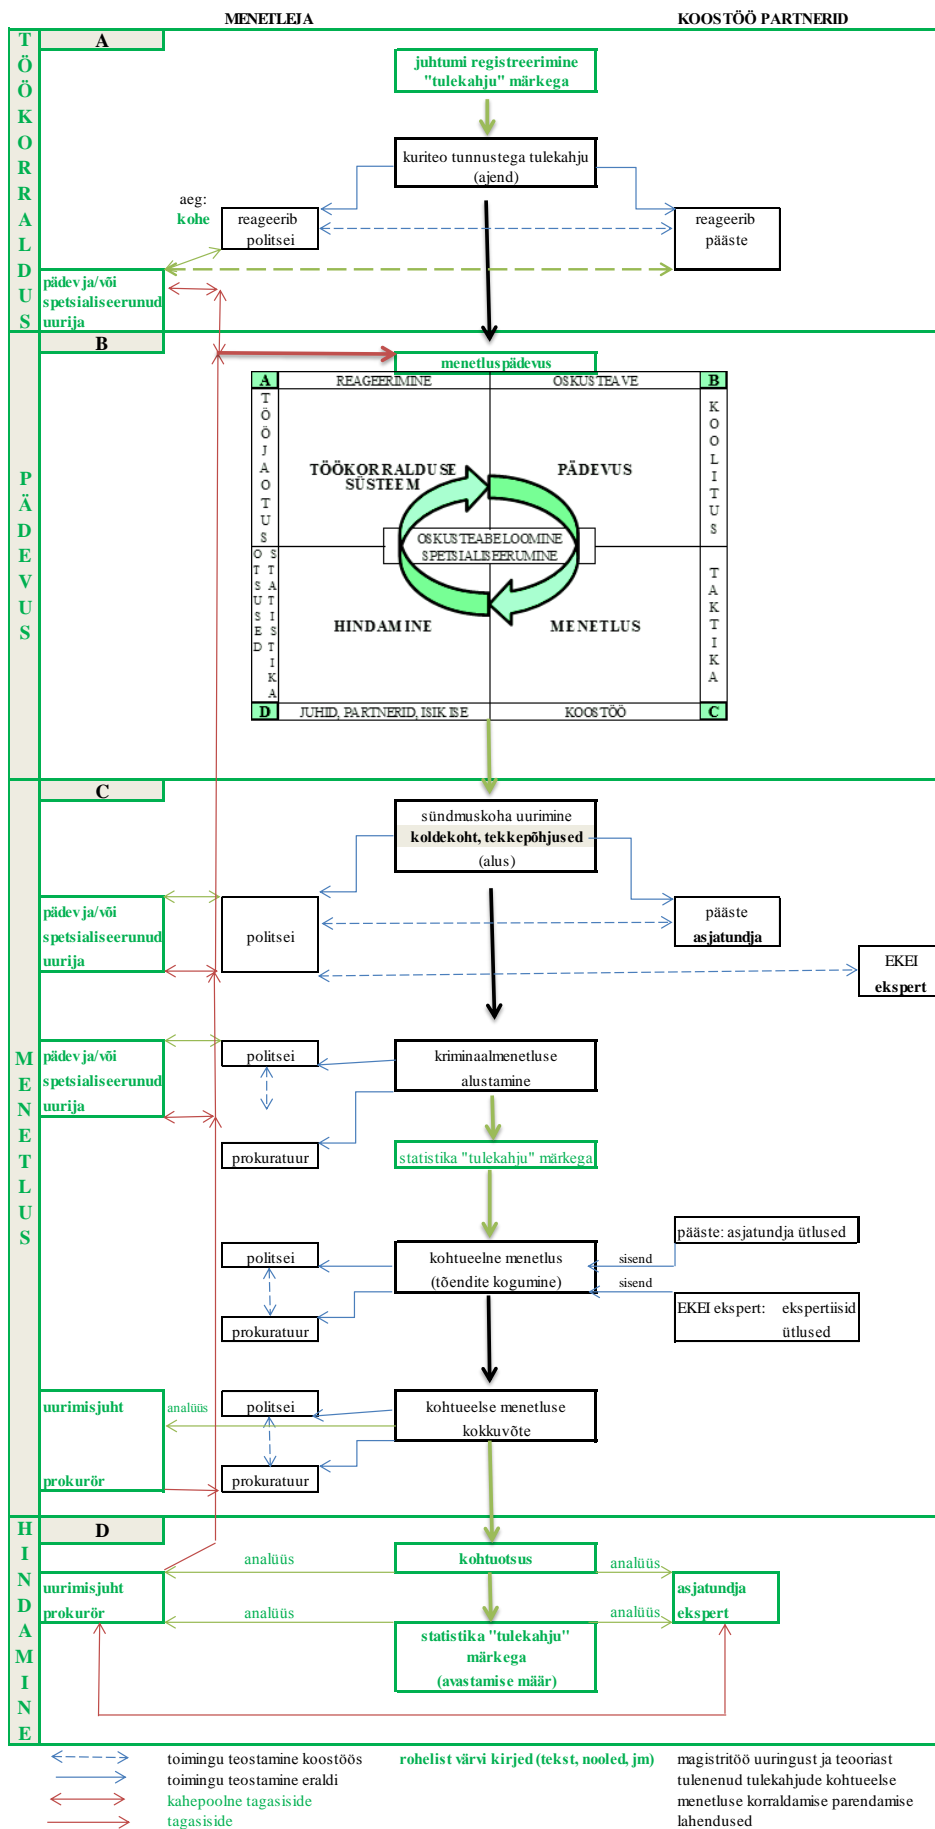 MENETLEJA
KOOSTÖÖ PARTNERID
TÖÖKORRALDUS
A
juhtumi registreerimine
"tulekahju" märkega
kuriteo tunnustega tulekahju
(ajend)
aeg:
kohe
reageerib
politsei
reageerib
pääste
pädev ja/või
spetsialiseerunud
uurija
PÄDEVUS
B
menetluspädevus
A
REAGEERIMINE
OSKUSTEAVE
B
TÖÖJAOTUS
KOOLITUS
TÖÖKORRALDUSE
SÜSTEEM
PÄDEVUS
OSKUSTEABE LOOMINE
SPETSIALISEERUMINE
OTSUSED
STATISTIKA
TAKTIKA
HINDAMINE
MENETLUS
D
JUHID, PARTNERID, ISIK ISE
KOOSTÖÖ
C
MENETLUS
C
sündmuskoha uurimine
koldekoht, tekkepõhjused
(alus)
pädev ja/või
spetsialiseerunud
uurija
politsei
pääste
asjatundja
EKEI
ekspert
pädev ja/või
spetsialiseerunud
uurija
politsei
kriminaalmenetluse
alustamine
prokuratuur
statistika "tulekahju" märkega
pääste: asjatundja ütlused
politsei
kohtueelne menetlus
(tõendite kogumine)
sisend
sisend
prokuratuur
EKEI ekspert: ekspertiisid
ütlused
uurimisjuht
analüüs
politsei
kohtueelse menetluse
kokkuvõte
prokurör
prokuratuur
HINDAMINE
D
analüüs
kohtuotsus
analüüs
uurimisjuht
prokurör
asjatundja
ekspert
analüüs
analüüs
statistika "tulekahju"
märkega
(avastamise määr)
toimingu teostamine koostöös
toimingu teostamine eraldi
kahepoolne tagasiside
tagasiside
rohelist värvi kirjed (tekst, nooled, jm)
magistritöö uuringust ja teooriast
tulenenud tulekahjude kohtueelse
menetluse korraldamise parendamise
lahendused